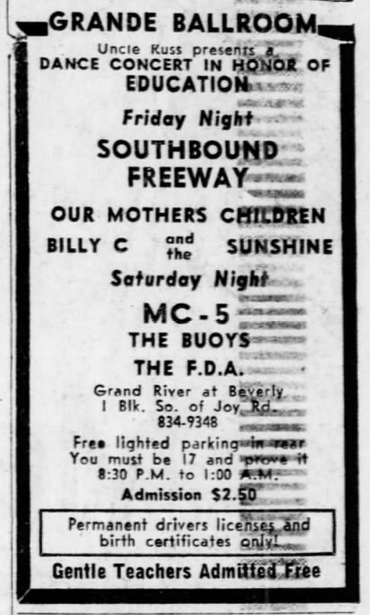 GRANDE BALLROOM
Uncle Russ presents a
DANCE CONCERT IN HONOR OF
EDUCATION
Friday Night
SOUTHBOUND
FREEWAY
OUR MOTHERS CHILDREN
BILLY C and the SUNSHINE
Saturday Night
MC-5
THE BUOYS
THE F.D.A.
Grand River at Beverly
1 Blk. So. of Joy Rd.
834-9348
Free lighted parking in rear
You must be 17 and prove it
8:30 P.M. to 1:00 A.M.
Admission $2.50
Permanent drivers licenses and
birth certificates only!
Gentle Teachers Admitted Free